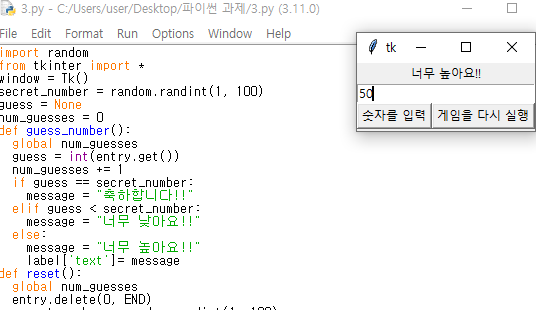 3.py - C:/Users/user/Desktop/파이썬 과제/3.py (3.11.0)
File Edit Format Run Options Window Help
import random
from tkinter import *
window = Tk()
secret_number = random.randint(1, 100)
guess = None
num_guesses = 0
def guess_number():
  global num_guesses
  guess = int(entry.get())
  num_guesses += 1
  if guess == secret_number:
    message = "축하합니다!!"
  elif guess < secret_number:
    message = "너무 낮아요!!"
  else:
    message = "너무 높아요!!"
    label['text']= message
def reset():
  global num_guesses
  entry.delete(0, END)
tk
너무 높아요!!
50
숫자를 입력 게임을 다시 실행